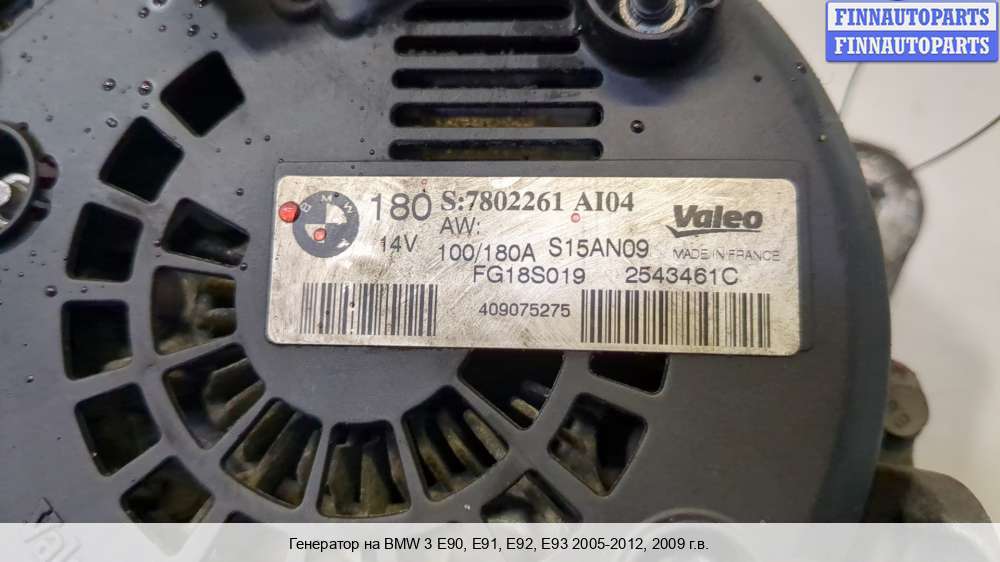 FINNAUTOPARTS
FINNAUTOPARTS
BMW
180 S:7802261 AI04 Valeo
14V AW:
100/180A S15AN09 MADE IN FRANCE
FG18S019 2543461C
409075275
Генератор на BMW 3 E90, E91, E92, E93 2005-2012, 2009 г.в.